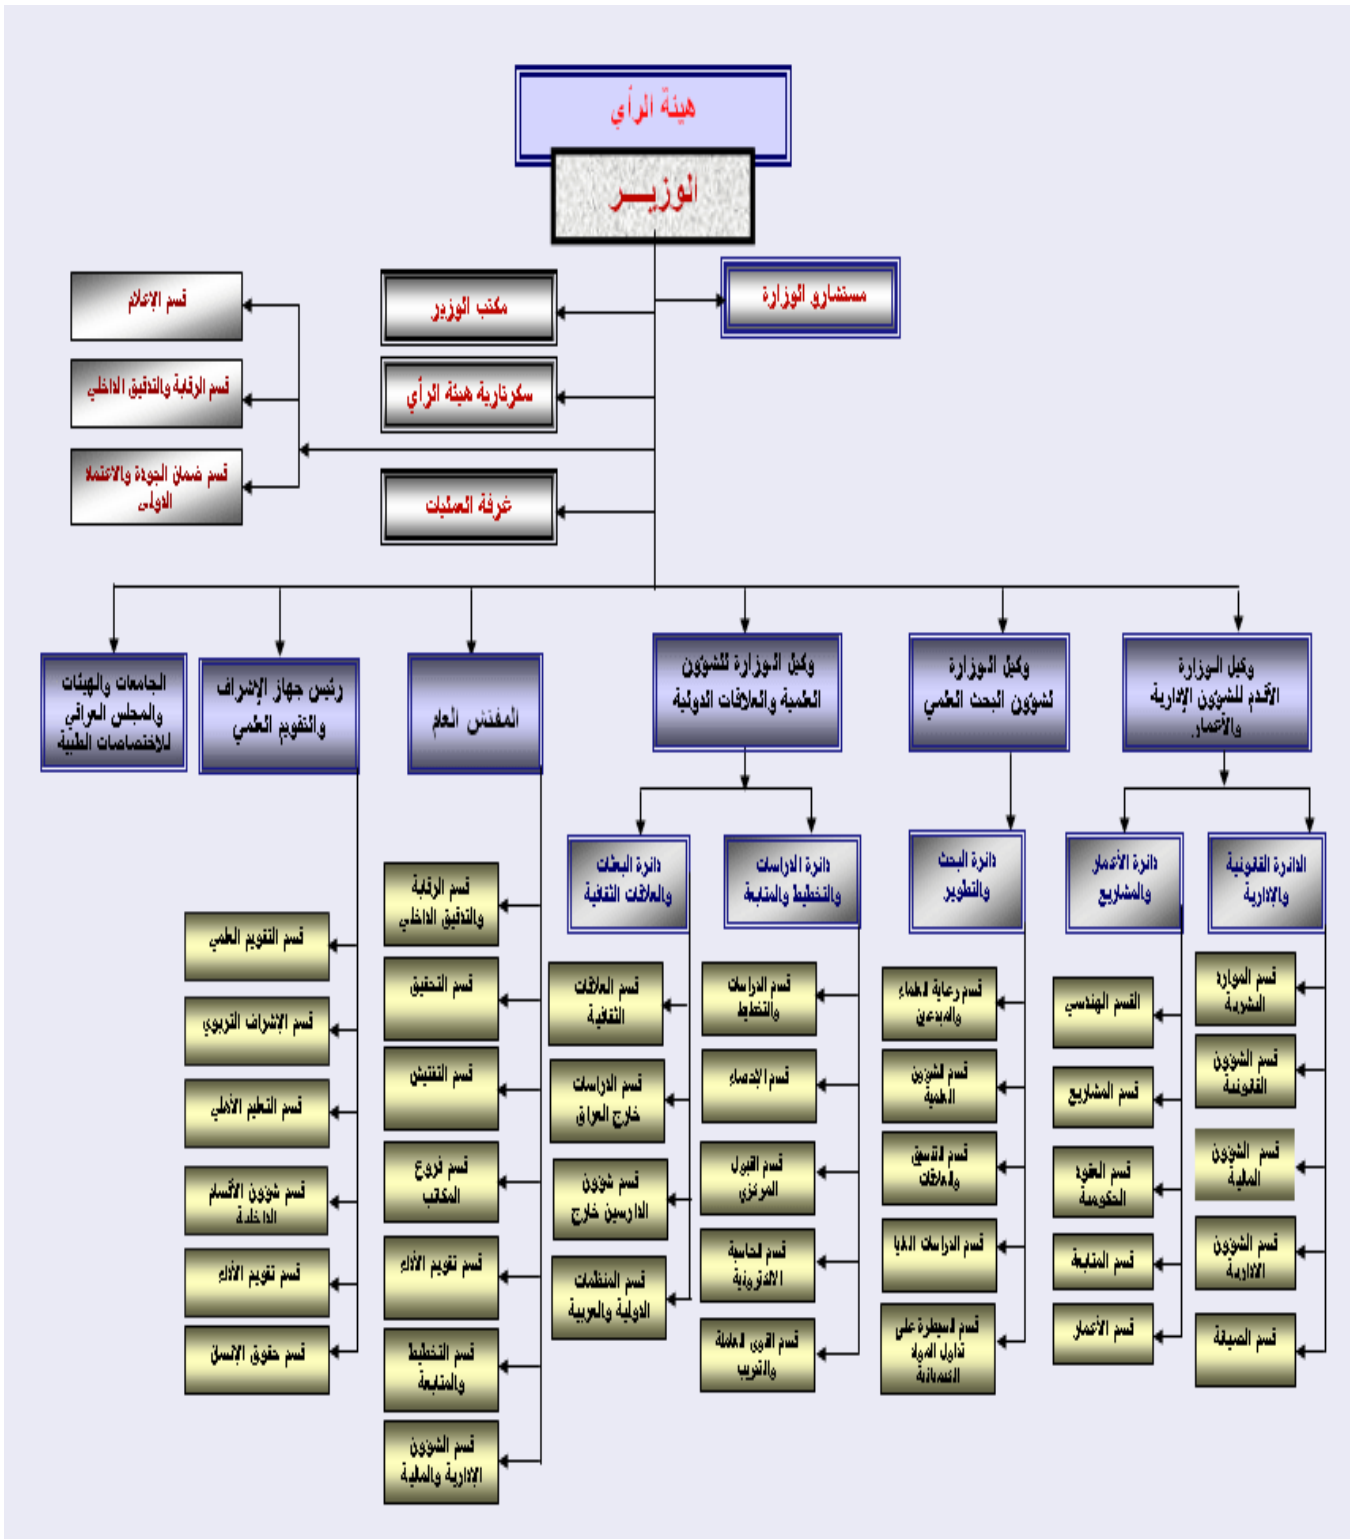 هيئة الرأي
الوزيـــر
مستشارو الوزارة
مكتب الوزير
قسم الإعلام
سكرتارية هيئة الرأي
قسم الرقابة والتدقيق الداخلي
قسم ضمان الجودة والاعتماد
الدولي
غرفة العمليات
وكيل الوزارة
الأقدم للشؤون الإدارية
والأعمار
وكيل الوزارة
لشؤون البحث العلمي
وكيل الوزارة للشؤون
العلمية والعلاقات الدولية
المفتش العام
رئيس جهاز الإشراف
والتقويم العلمي
الجامعات والهيئات
والمجلس العراقي
للاختصاصات الطبية
الدائرة القانونية
والإدارية
دائرة الأعمار
والمشاريع
دائرة البحث
والتطوير
دائرة الدراسات
والتخطيط والمتابعة
دائرة البعثات
والعلاقات الثقافية
قسم الموارد
البشرية
قسم الشؤون
القانونية
قسم الشؤون
المالية
قسم الشؤون
الادارية
قسم الصيانة
القسم الهندسي
قسم المشاريع
قسم العقود
الحكومية
قسم المتابعة
قسم الأعمار
قسم رعاية العلماء
والمبدعين
قسم الشؤون
العلمية
قسم التنسيق
والعلاقات
قسم الدراسات العليا
قسم السيطرة على
تداول المواد
الكيميائية
قسم الدراسات
والتخطيط
قسم الإحصاء
قسم القبول
المركزي
قسم الحاسبة
الالكترونية
قسم القوى العاملة
والتدريب
قسم العلاقات
الثقافية
قسم الدراسات
خارج العراق
قسم شؤون
الدارسين خارج
قسم المنظمات
الدولية والعربية
قسم الرقابة
والتدقيق الداخلي
قسم التحقيق
قسم التفتيش
قسم فروع
المكاتب
قسم تقويم الأداء
قسم التخطيط
والمتابعة
قسم الشؤون
الإدارية والمالية
قسم التقويم العلمي
قسم الإشراف التربوي
قسم التعليم الأهلي
قسم شؤون الأقسام
الداخلية
قسم تقويم الأداء
قسم حقوق الإنسان